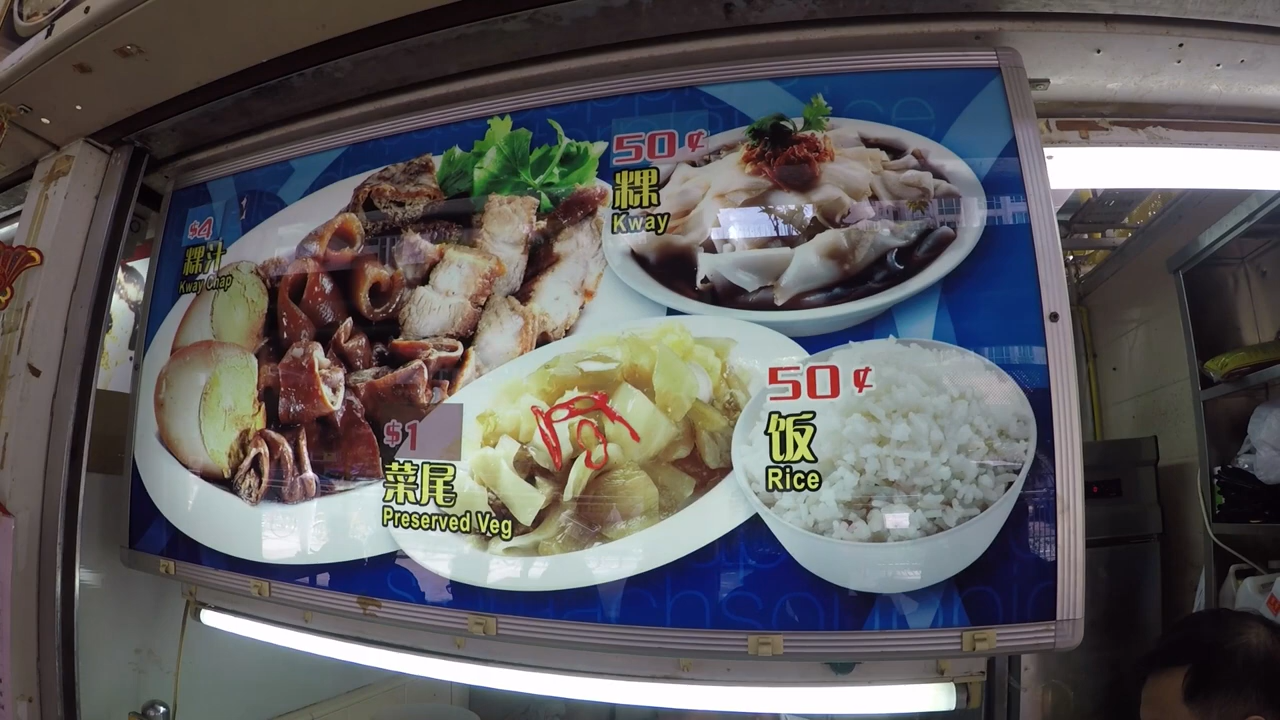 $4
粿汁
Kway Chap
50¢
粿
Kway
$1
菜尾
Preserved Veg
50¢
饭
Rice